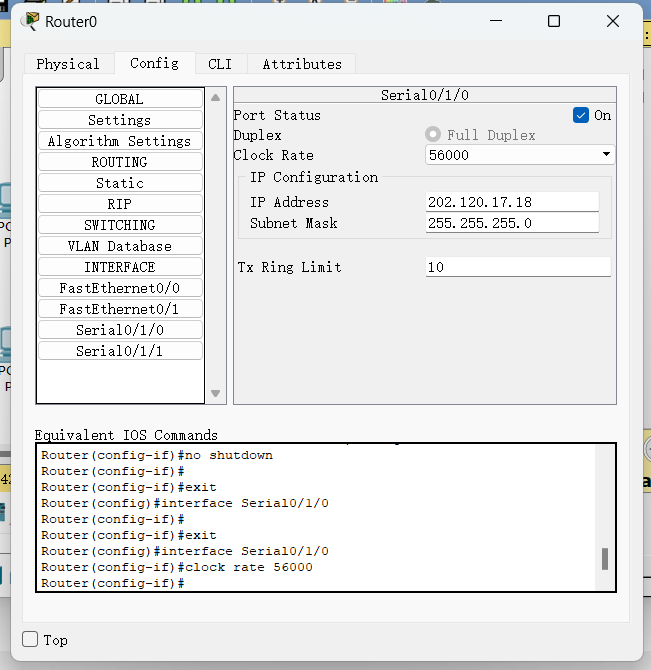 Router0
Physical Config CLI Attributes
GLOBAL
Settings
Algorithm Settings
ROUTING
Static
RIP
SWITCHING
VLAN Database
INTERFACE
FastEthernet0/0
FastEthernet0/1
Serial0/1/0
Serial0/1/1
Serial0/1/0
Port Status On
Duplex Full Duplex
Clock Rate 56000
IP Configuration
IP Address 202.120.17.18
Subnet Mask 255.255.255.0
Tx Ring Limit 10
Equivalent IOS Commands
Router(config-if)#no shutdown
Router(config-if)#
Router(config-if)#exit
Router(config)#interface Serial0/1/0
Router(config-if)#
Router(config-if)#exit
Router(config)#interface Serial0/1/0
Router(config-if)#clock rate 56000
Router(config-if)#
Top